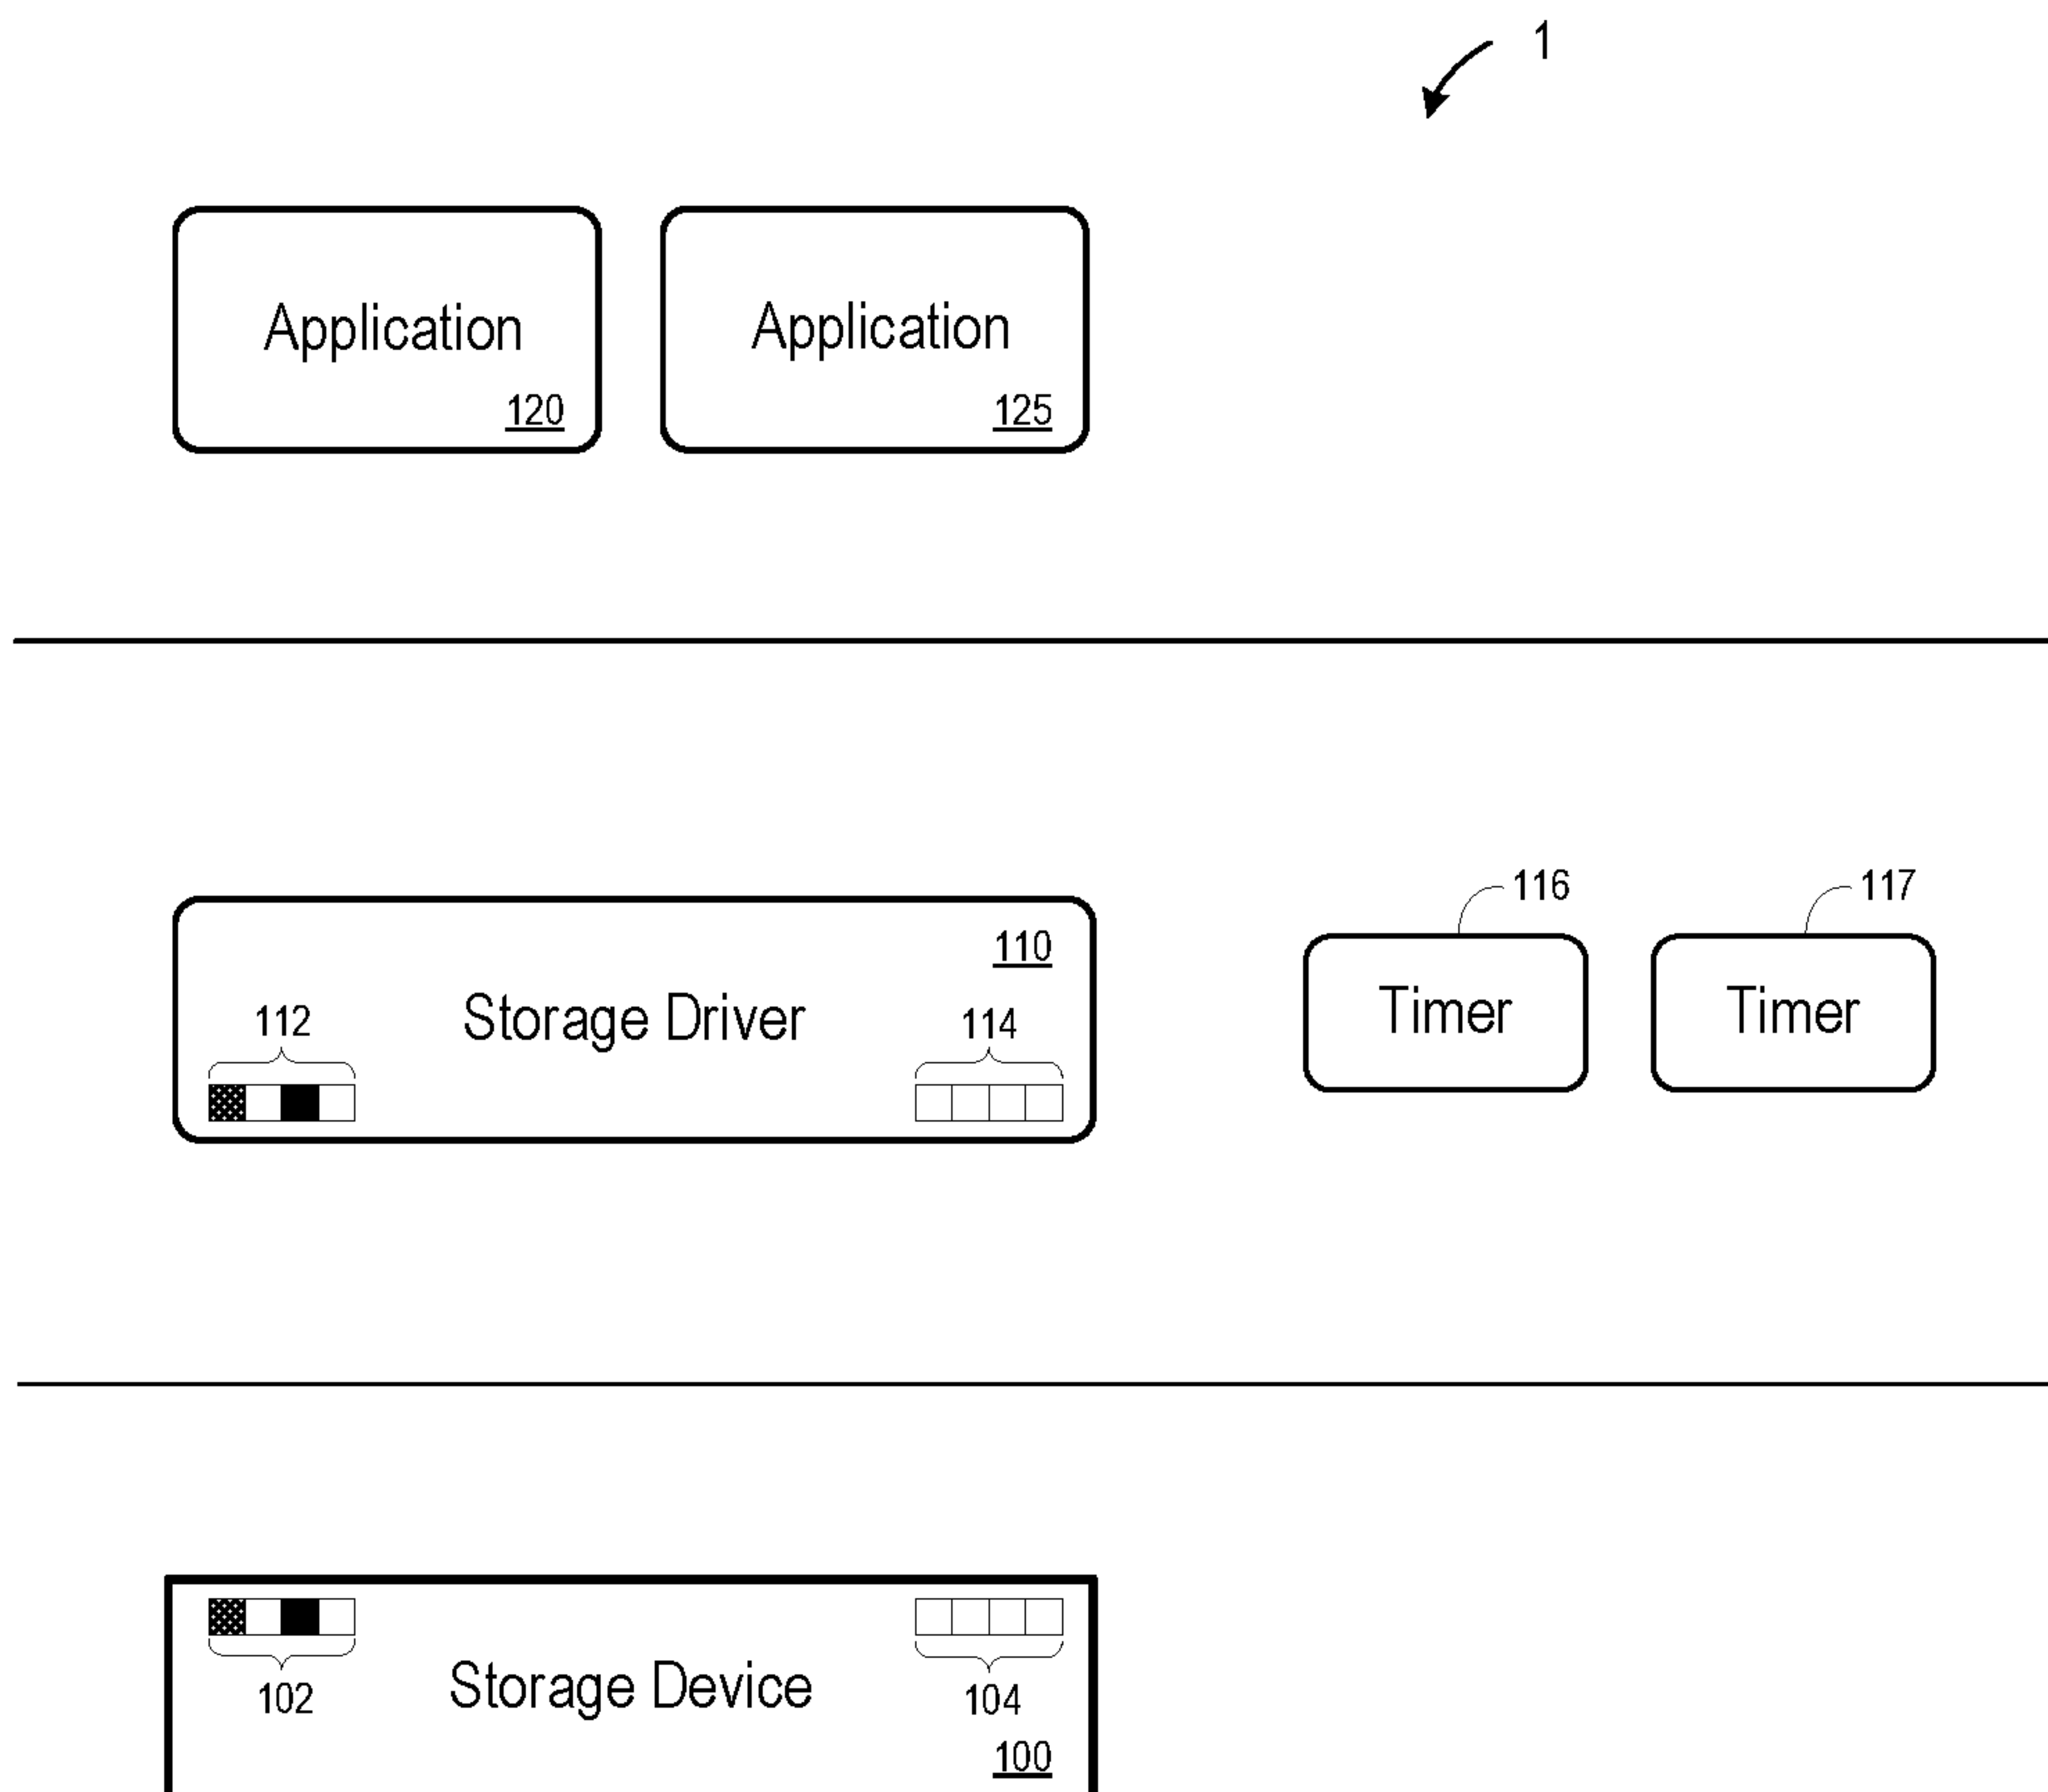 1
Application
120
Application
125
110
Storage Driver
112
114
116
117
Timer
Timer
102
Storage Device
104
100